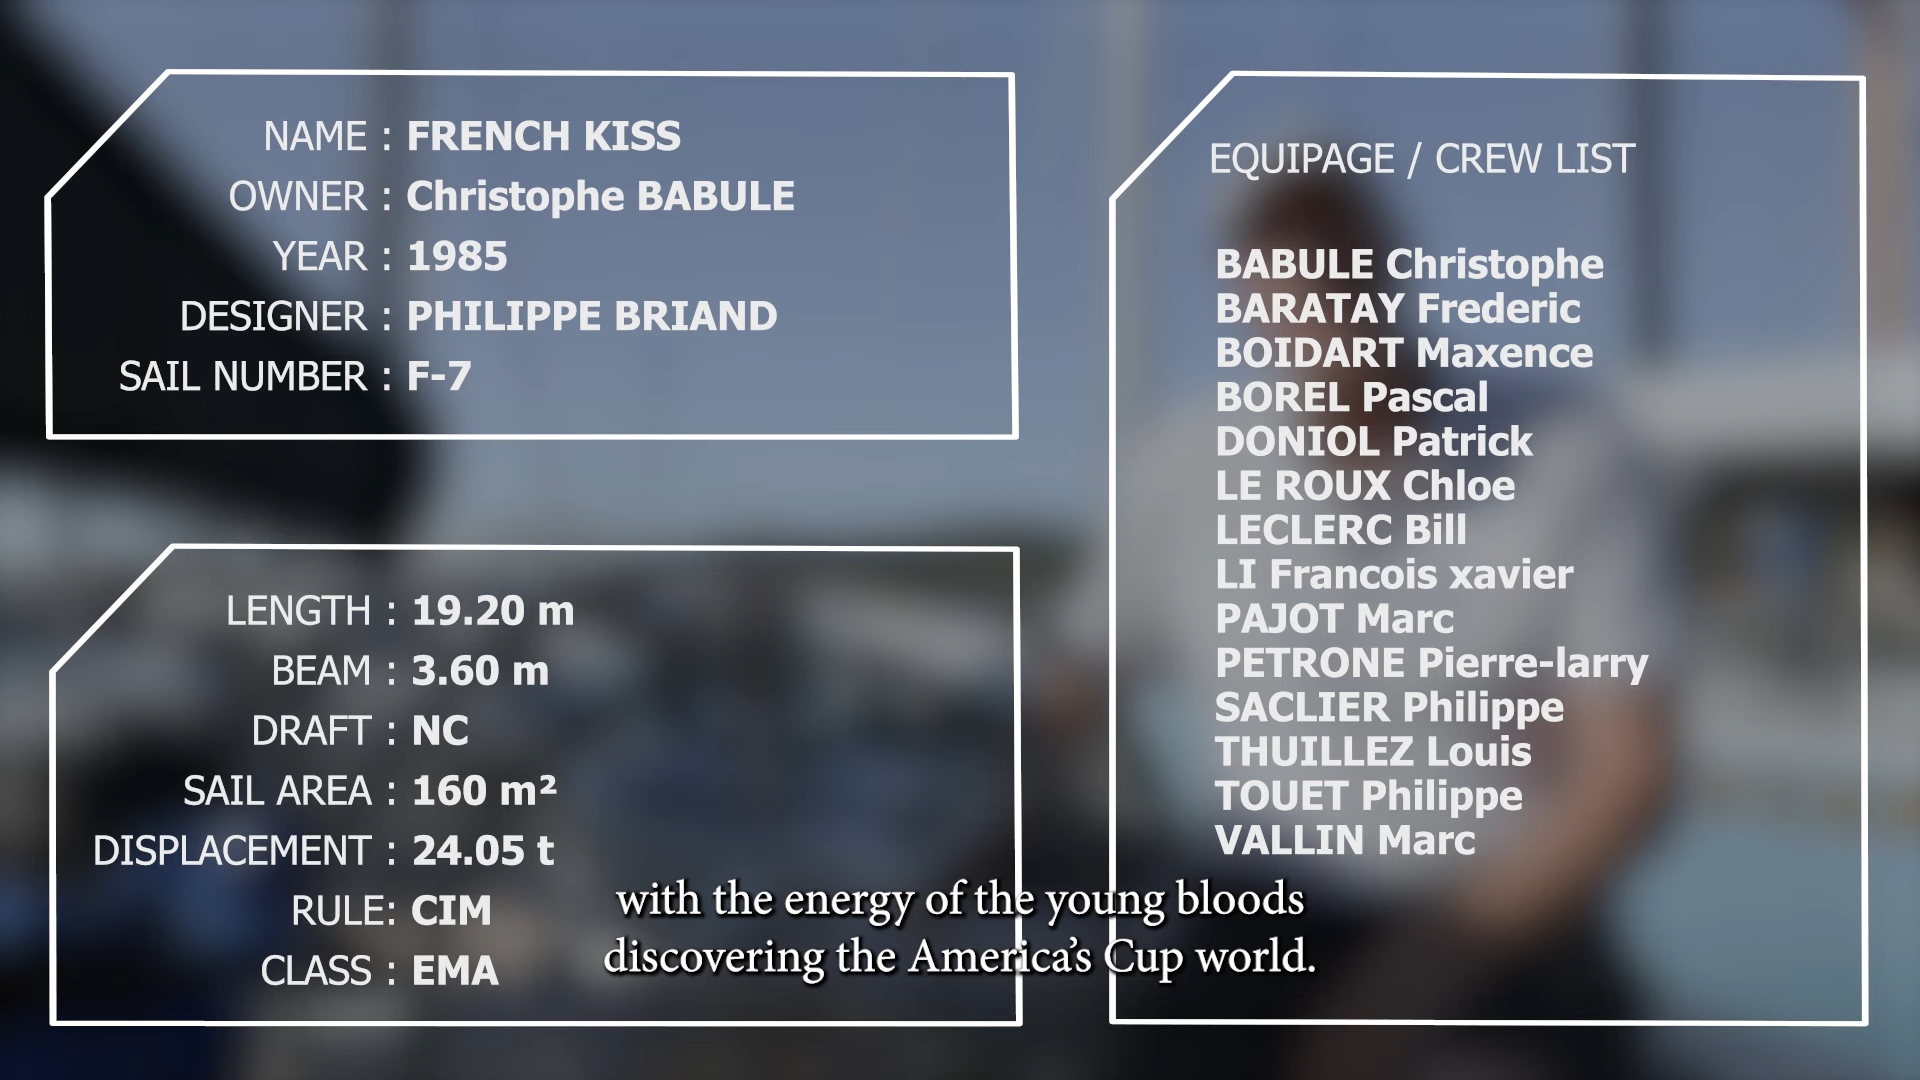 NAME : FRENCH KISS
OWNER : Christophe BABULE
YEAR : 1985
DESIGNER : PHILIPPE BRIAND
SAIL NUMBER : F-7
LENGTH : 19.20 m
BEAM : 3.60 m
DRAFT : NC
SAIL AREA : 160 m²
DISPLACEMENT : 24.05 t
RULE: CIM
CLASS : EMA
EQUIPAGE / CREW LIST
BABULE Christophe
BARATAY Frederic
BOIDART Maxence
BOREL Pascal
DONIOL Patrick
LE ROUX Chloe
LECLERC Bill
LI Francois xavier
PAJOT Marc
PETRONE Pierre-larry
SACLIER Philippe
THUILLEZ Louis
TOUET Philippe
VALLIN Marc
with the energy of the young bloods
discovering the America's Cup world.